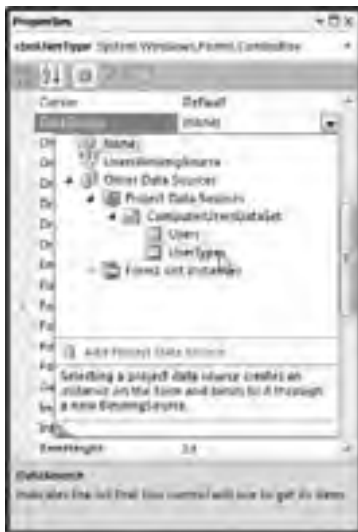 Properties
cboUserType System.Windows.Forms.ComboBox
Cursor Default
DataSource (none)
None
UsersBindingSource
Other Data Sources
Project Data Sources
ComputerUsersDataSet
Users
UserTypes
Form1 List Instances
Add Project Data Source
Selecting a project data source creates an
instance on the form and binds to it through
a new BindingSource.
ItemHeight 13
DataSource
Indicates the list that this control will use to get its items.